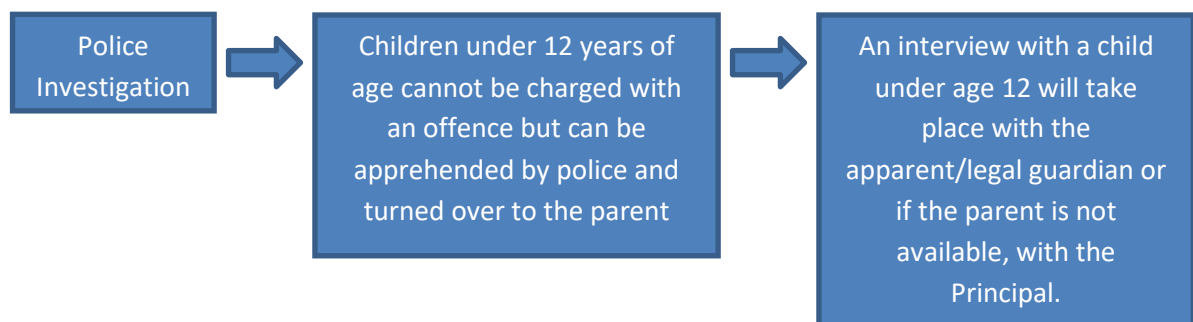 Police
Investigation
Children under 12 years of
age cannot be charged with
an offence but can be
apprehended by police and
turned over to the parent
An interview with a child
under age 12 will take
place with the
apparent/legal guardian or
if the parent is not
available, with the
Principal.